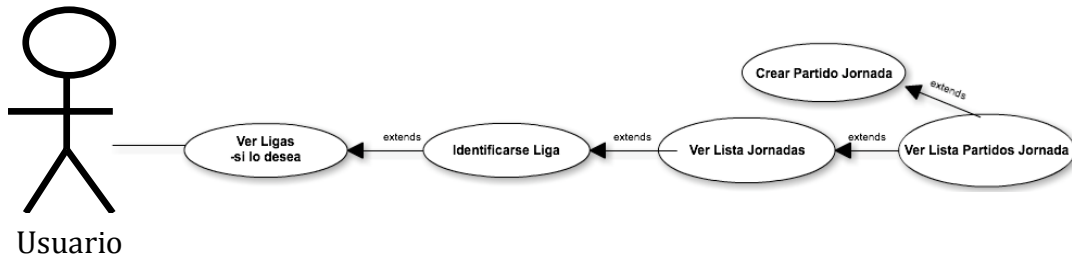 Crear Partido Jornada
extends
Ver Ligas
-si lo desea
extends
Identificarse Liga
extends
Ver Lista Jornadas
extends
Ver Lista Partidos Jornada
Usuario